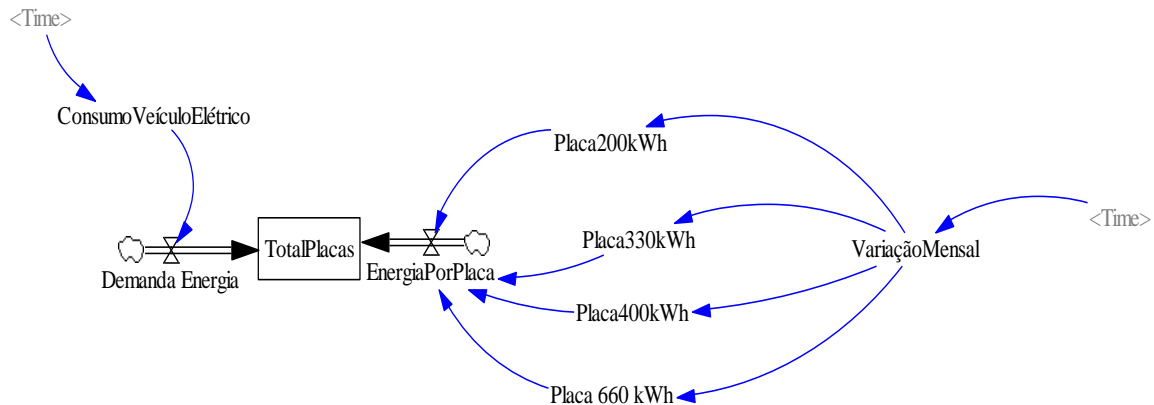 <Time>
ConsumoVeículoElétrico
Placa200kWh
Placa330kWh
<Time>
VariaçãoMensal
TotalPlacas
EnergiaPorPlaca
Demanda Energia
Placa400kWh
Placa 660 kWh